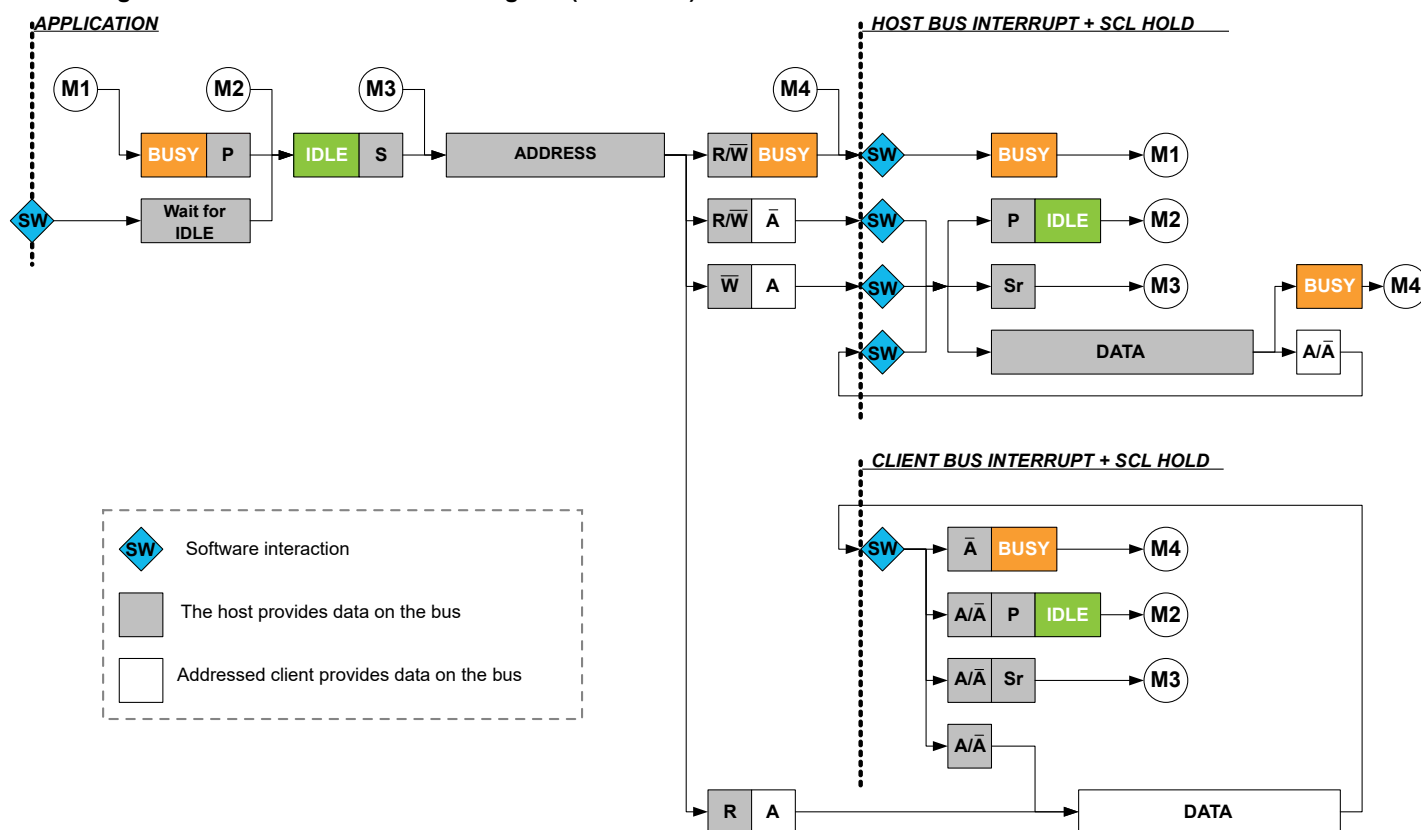 APPLICATION
HOST BUS INTERRUPT + SCL HOLD
M1
M2
M3
M4
BUSY P
IDLE S
ADDRESS
R/W̅ BUSY
SW
BUSY
M1
SW
Wait for
IDLE
R/W̅ A̅
SW
P IDLE
M2
W̅ A
SW
Sr
M3
BUSY
M4
SW
DATA
A/A̅
CLIENT BUS INTERRUPT + SCL HOLD
SW
A̅ BUSY
M4
A/A̅ P IDLE
M2
A/A̅ Sr
M3
A/A̅
R A
DATA
SW Software interaction
The host provides data on the bus
Addressed client provides data on the bus